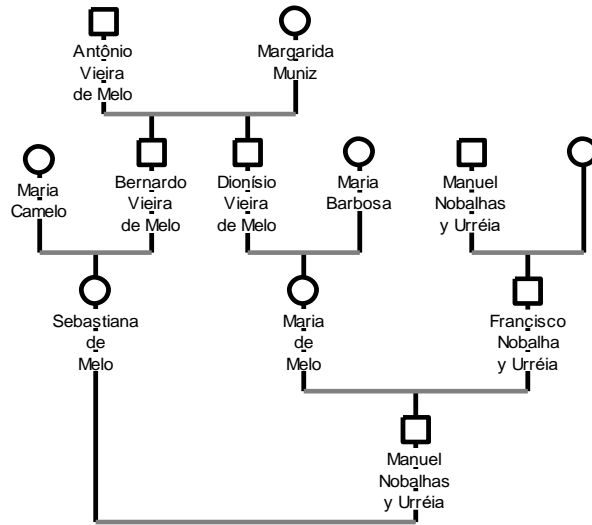 Antônio
Vieira
de Melo
Margarida
Muniz
Maria
Camelo
Bernardo
Vieira
de Melo
Dionísio
Vieira
de Melo
Maria
Barbosa
Manuel
Nobalhas
y Urréia
Sebastiana
de
Melo
Maria
de
Melo
Francisco
Nobalha
y Urréia
Manuel
Nobalhas
y Urréia